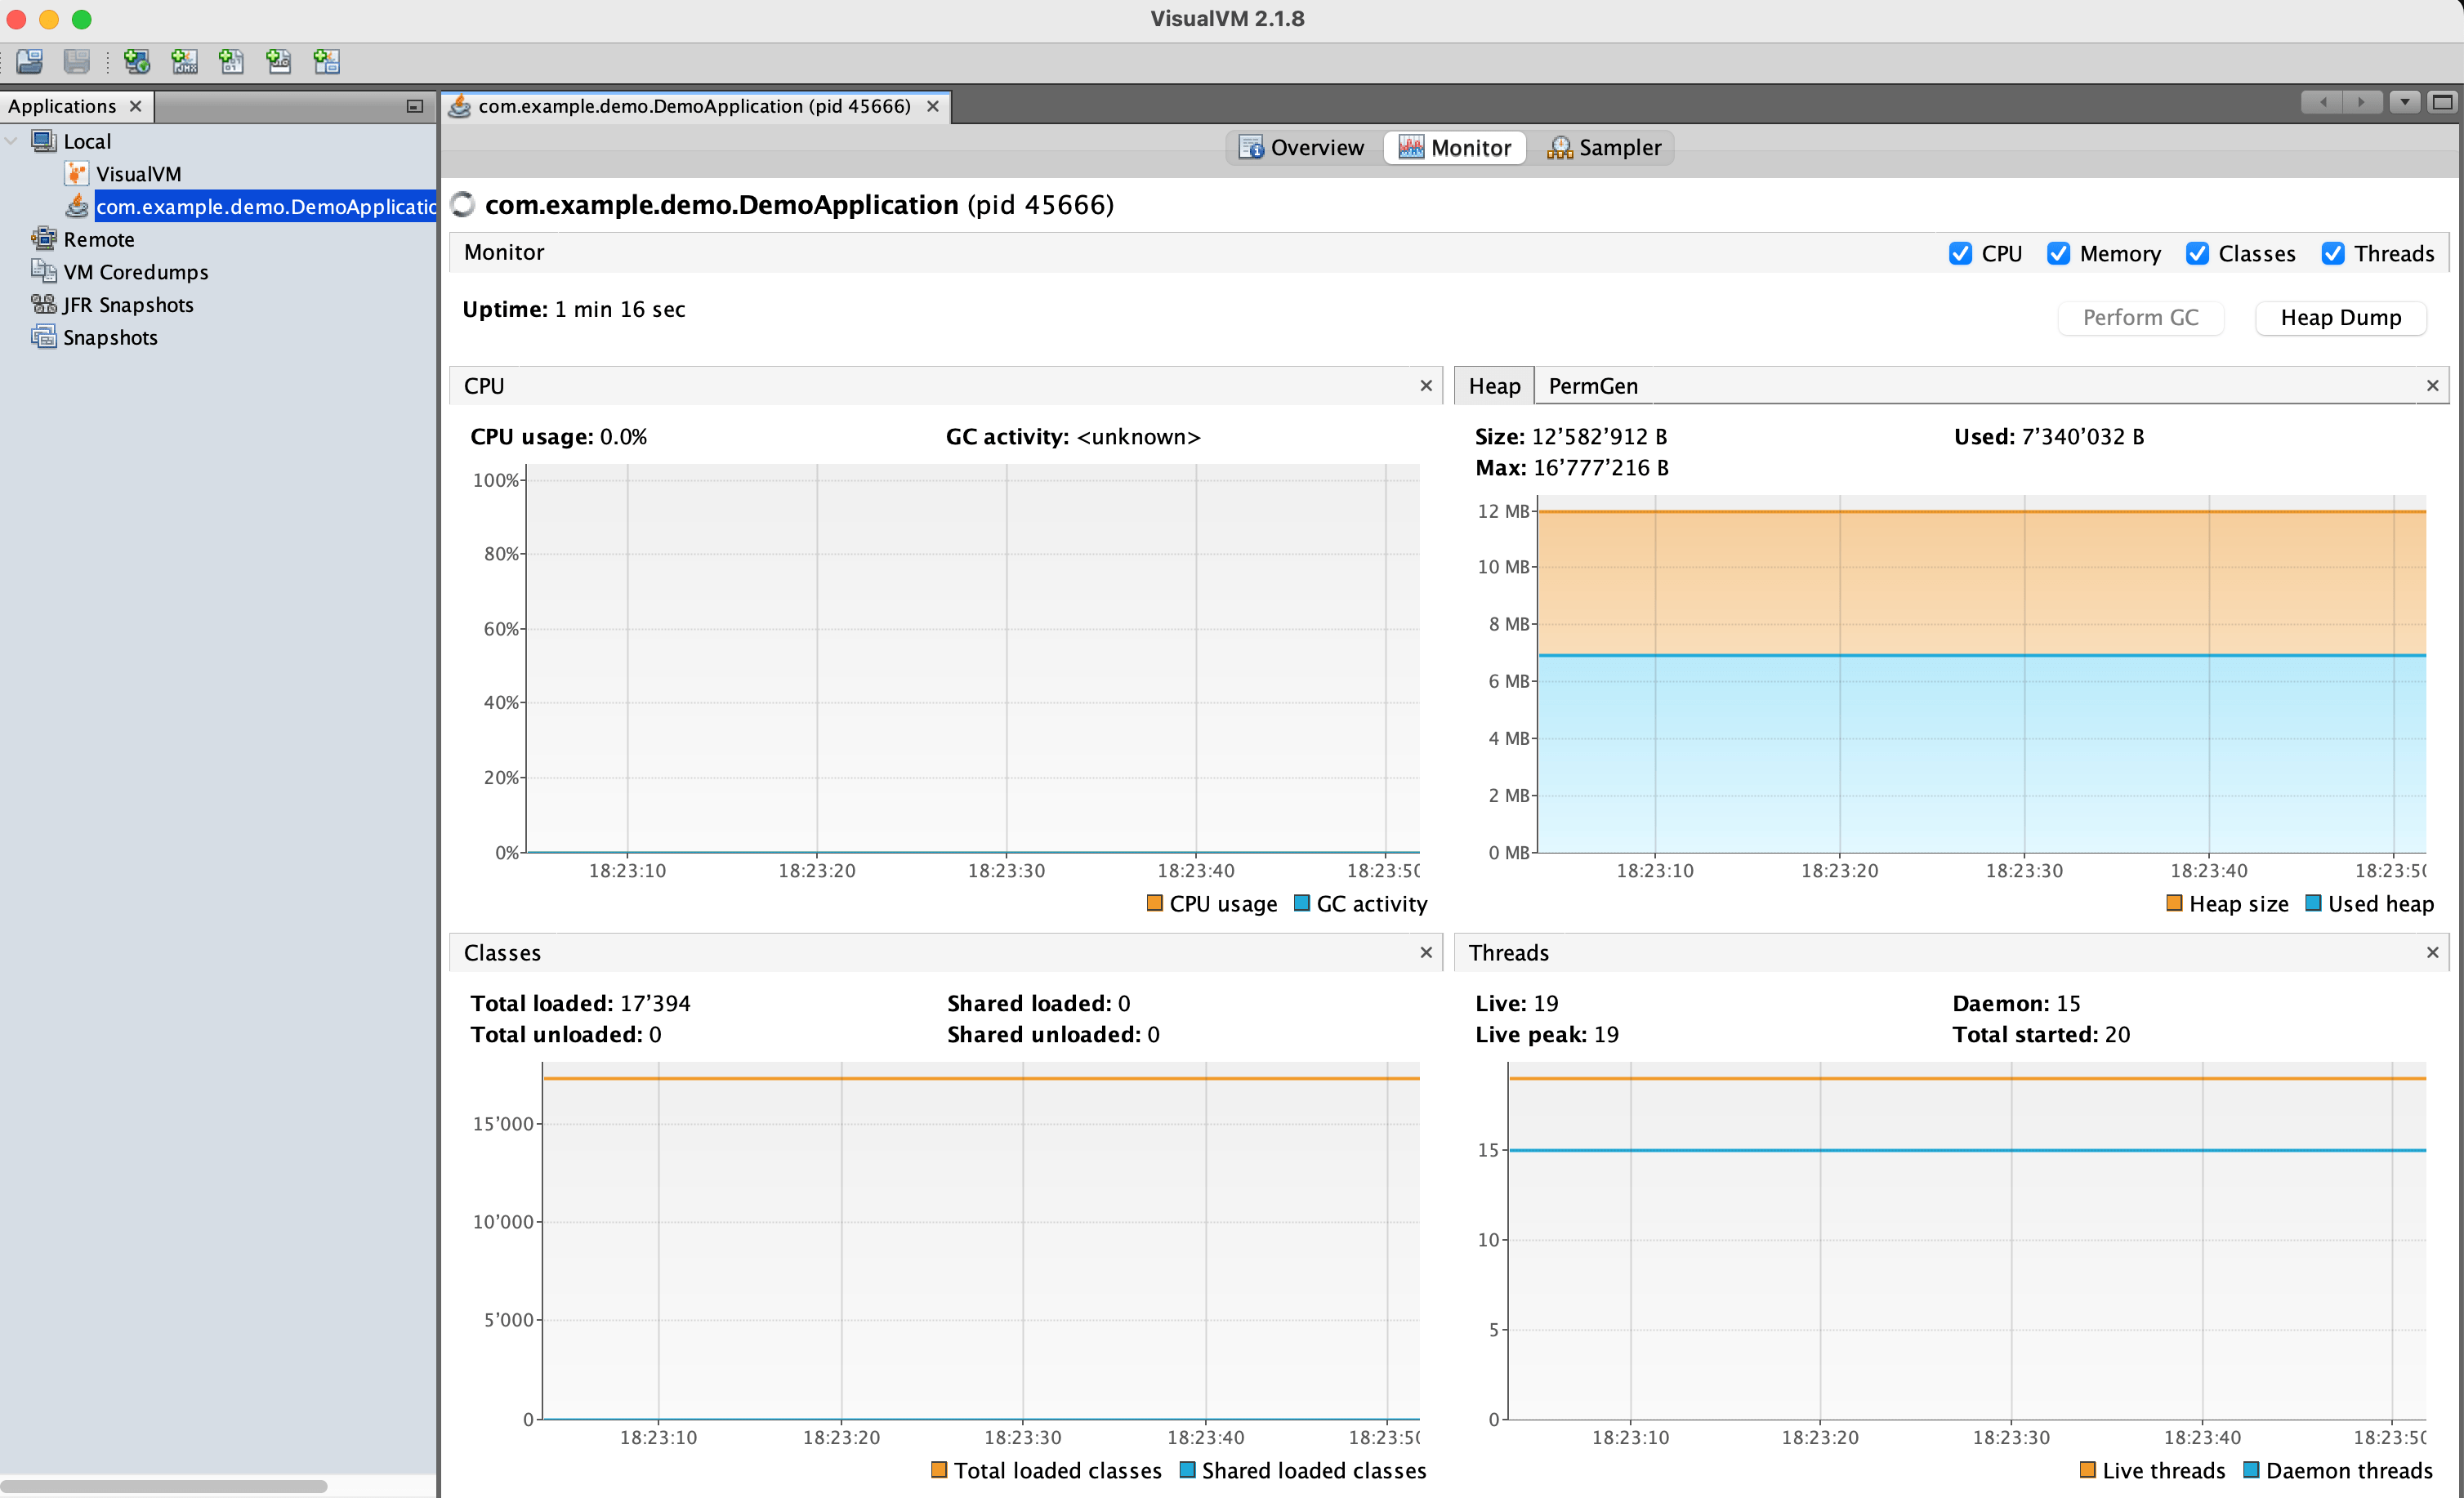 VisualVM 2.1.8
Applications
com.example.demo.DemoApplication (pid 45666)
Local
VisualVM
com.example.demo.DemoApplicatio
Remote
VM Coredumps
JFR Snapshots
Snapshots
Overview
Monitor
Sampler
com.example.demo.DemoApplication (pid 45666)
Monitor
CPU
Memory
Classes
Threads
Uptime: 1 min 16 sec
Perform GC
Heap Dump
CPU
CPU usage: 0.0%
GC activity: <unknown>
100%
80%
60%
40%
20%
0%
18:23:10
18:23:20
18:23:30
18:23:40
18:23:50
CPU usage
GC activity
Heap
PermGen
Size: 12’582’912 B
Used: 7’340’032 B
Max: 16’777’216 B
12 MB
10 MB
8 MB
6 MB
4 MB
2 MB
0 MB
18:23:10
18:23:20
18:23:30
18:23:40
18:23:50
Heap size
Used heap
Classes
Total loaded: 17’394
Shared loaded: 0
Total unloaded: 0
Shared unloaded: 0
15’000
10’000
5’000
0
18:23:10
18:23:20
18:23:30
18:23:40
18:23:50
Total loaded classes
Shared loaded classes
Threads
Live: 19
Daemon: 15
Live peak: 19
Total started: 20
15
10
5
0
18:23:10
18:23:20
18:23:30
18:23:40
18:23:50
Live threads
Daemon threads